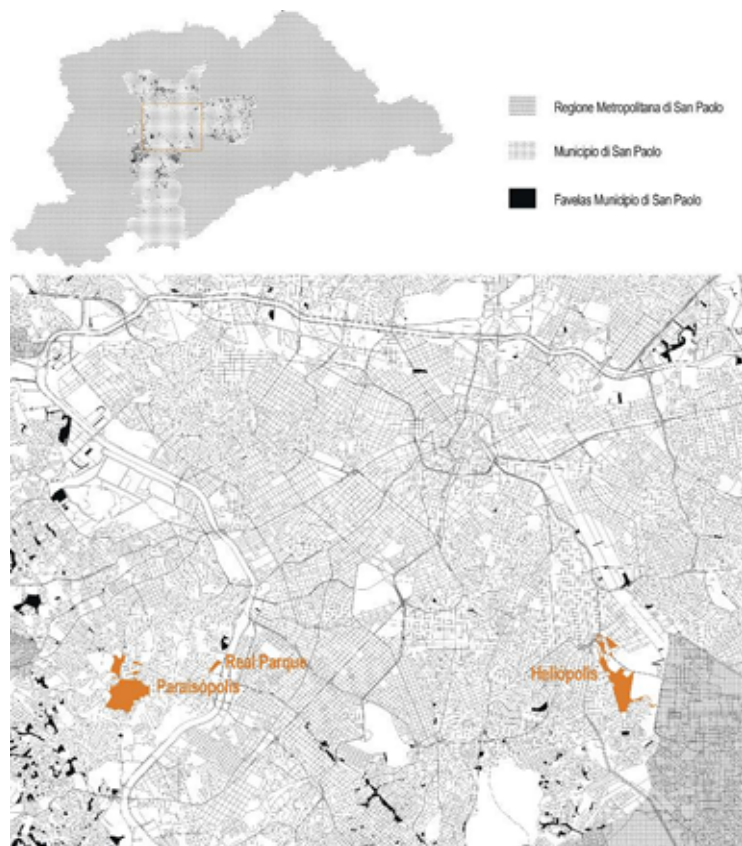 Regione Metropolitana di San Paolo
Municipio di San Paolo
Favelas Municipio di San Paolo
Real Parque
Paraisópolis
Heliópolis